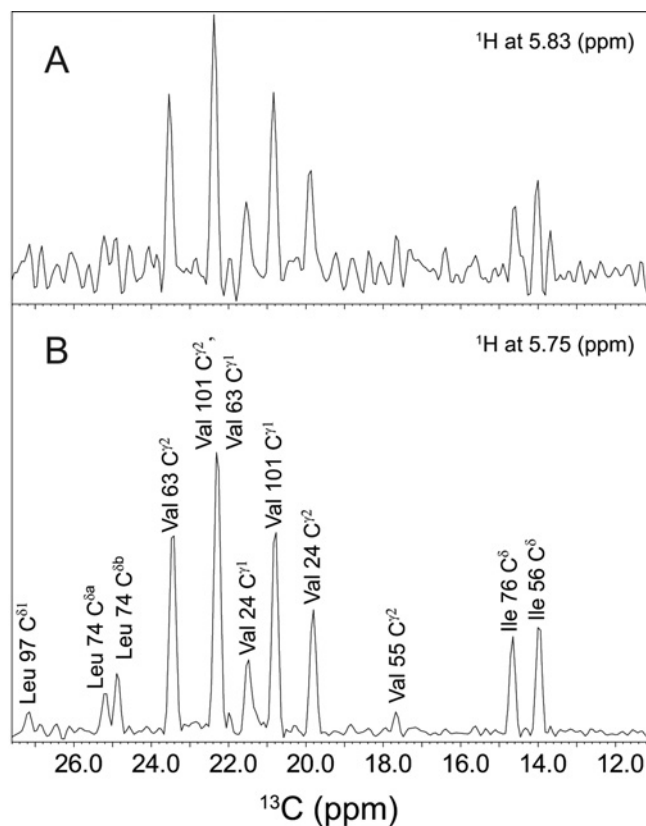 A
¹H at 5.83 (ppm)
B
¹H at 5.75 (ppm)
Leu 97 Cᵟ¹
Leu 74 Cᵟᵃ
Leu 74 Cᵟᵇ
Val 63 Cᵞ²
Val 101 Cᵞ²,
Val 63 Cᵞ¹
Val 24 Cᵞ¹
Val 101 Cᵞ¹
Val 24 Cᵞ²
Val 55 Cᵞ²
Ile 76 Cᵟ
Ile 56 Cᵟ
26.0 24.0 22.0 20.0 18.0 16.0 14.0 12.0
¹³C (ppm)